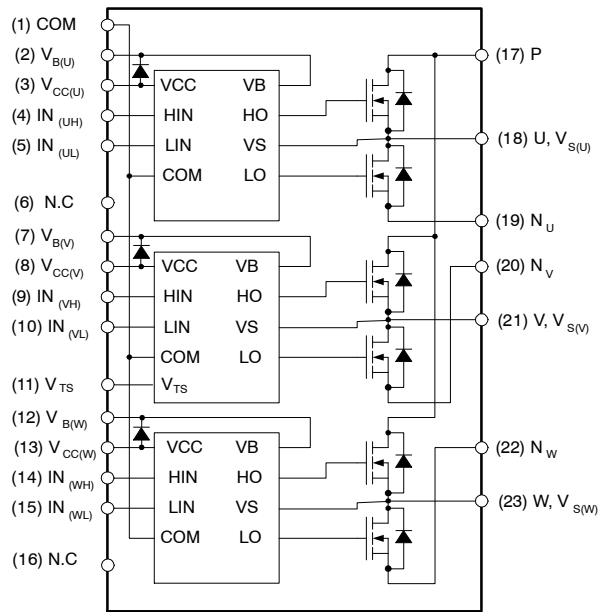 (1) COM
(2) V B(U)
(3) V CC(U)
(4) IN (UH)
(5) IN (UL)
(6) N.C
(7) V B(V)
(8) V CC(V)
(9) IN (VH)
(10) IN (VL)
(11) V TS
(12) V B(W)
(13) V CC(W)
(14) IN (WH)
(15) IN (WL)
(16) N.C
VCC VB
HIN HO
LIN VS
COM LO
VCC VB
HIN HO
LIN VS
COM LO
V TS
VCC VB
HIN HO
LIN VS
COM LO
(17) P
(18) U, V S(U)
(19) N U
(20) N V
(21) V, V S(V)
(22) N W
(23) W, V S(W)